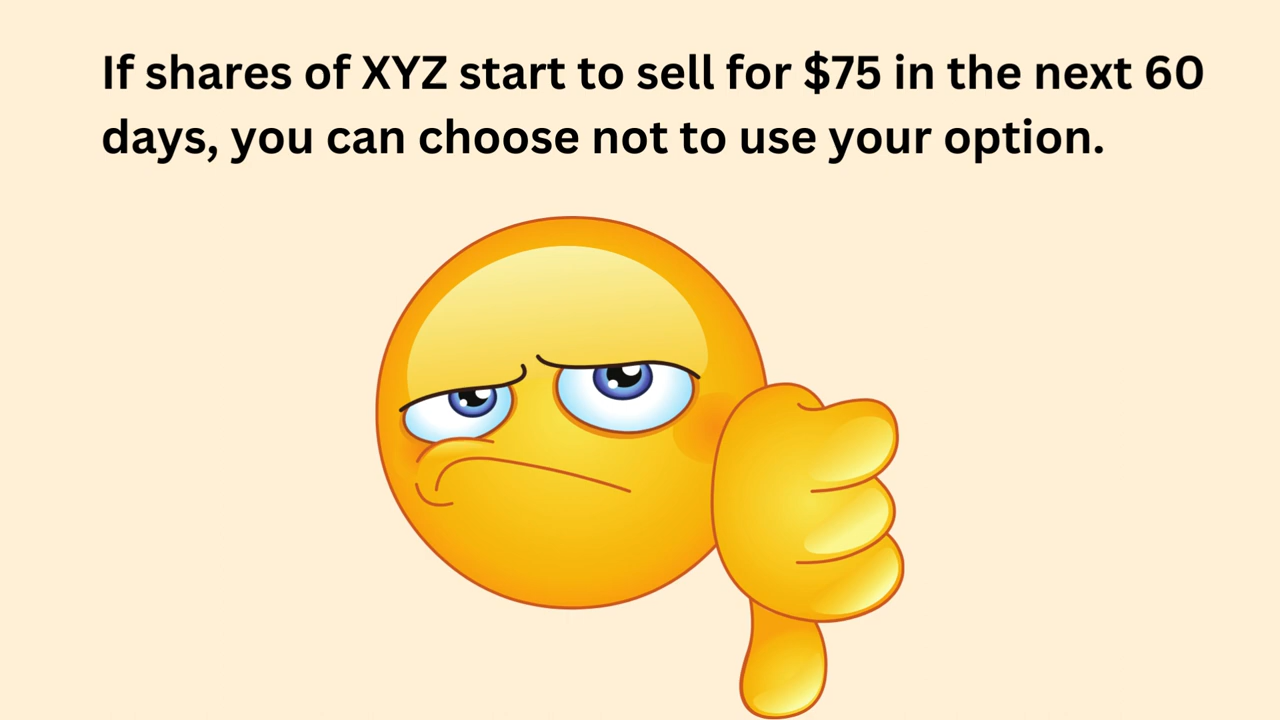 If shares of XYZ start to sell for $75 in the next 60
days, you can choose not to use your option.